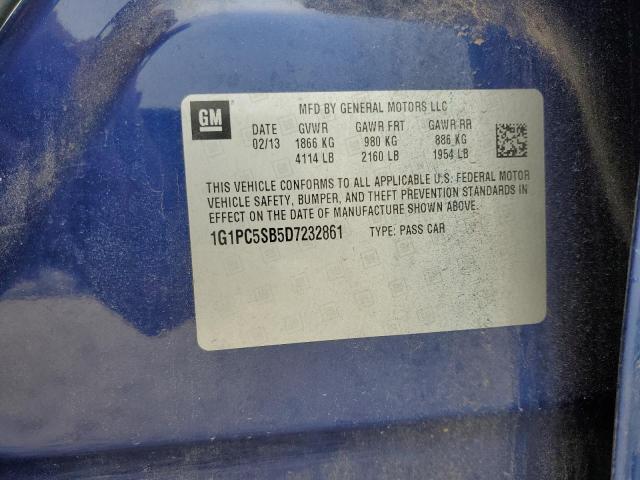 GM
MFD BY GENERAL MOTORS LLC
DATE GVWR GAWR FRT GAWR RR
02/13 1866 KG 980 KG 886 KG
4114 LB 2160 LB 1954 LB
THIS VEHICLE CONFORMS TO ALL APPLICABLE U.S. FEDERAL MOTOR
VEHICLE SAFETY, BUMPER, AND THEFT PREVENTION STANDARDS IN
EFFECT ON THE DATE OF MANUFACTURE SHOWN ABOVE.
1G1PC5SB5D7232861 TYPE: PASS CAR